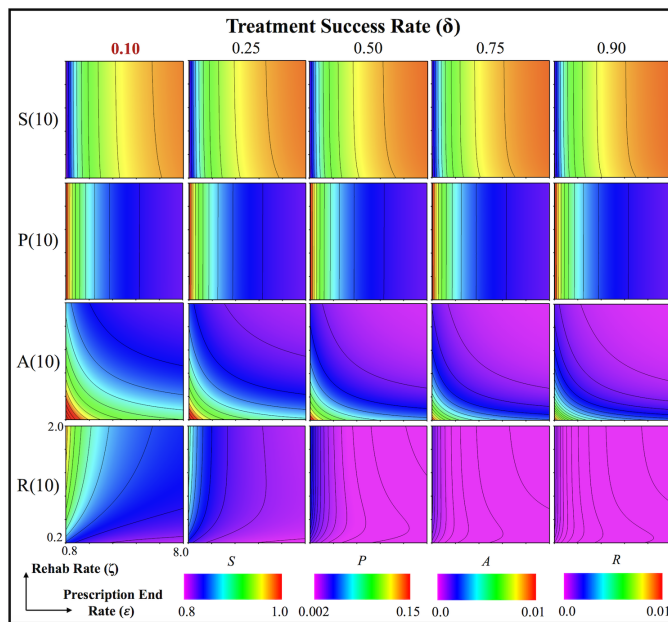 Treatment Success Rate (δ)
0.10 0.25 0.50 0.75 0.90
S(10)
P(10)
A(10)
R(10)
2.0
0.2
0.8 8.0
S P A R
Rehab Rate (ζ)
Prescription End
Rate (ε)
0.8 1.0 0.002 0.15 0.0 0.01 0.0 0.01